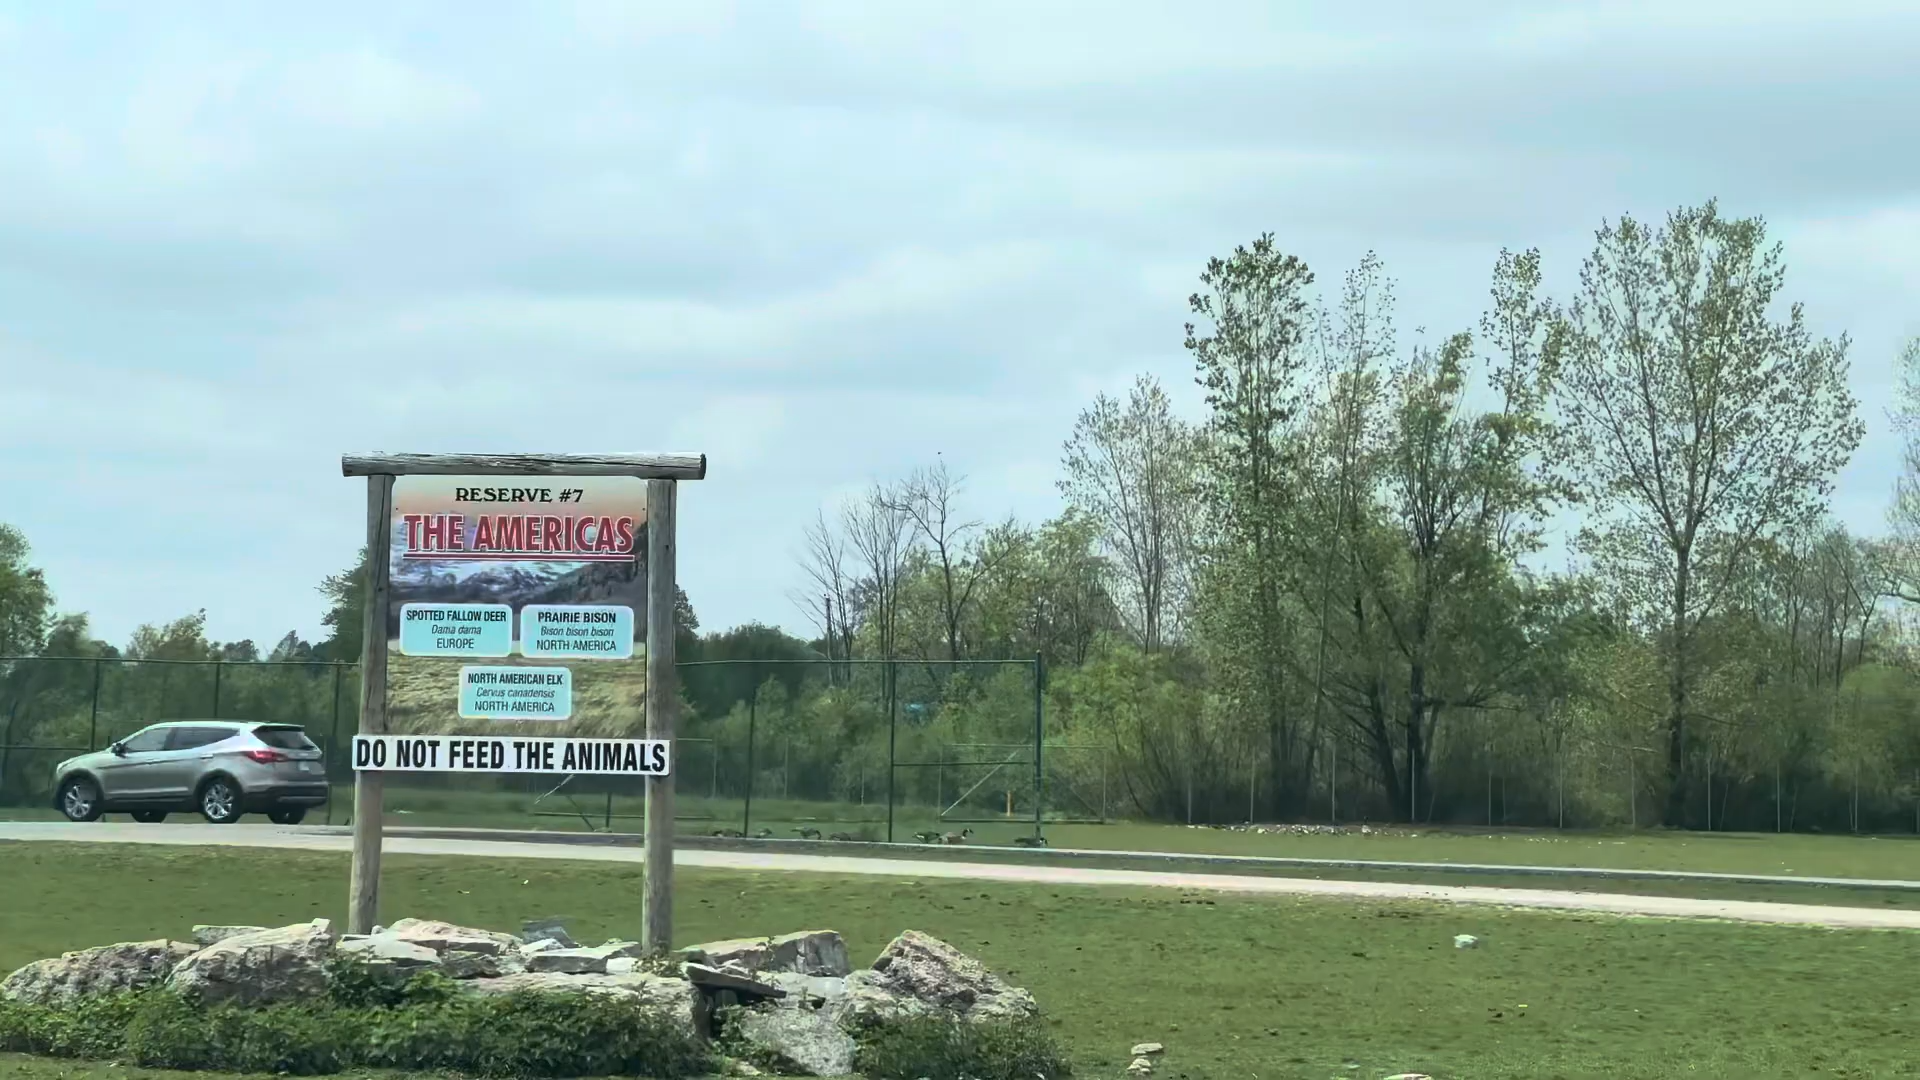 RESERVE #7
THE AMERICAS
SPOTTED FALLOW DEER
Dama dama
EUROPE
PRAIRIE BISON
Bison bison bison
NORTH AMERICA
NORTH AMERICAN ELK
Cervus canadensis
NORTH AMERICA
DO NOT FEED THE ANIMALS